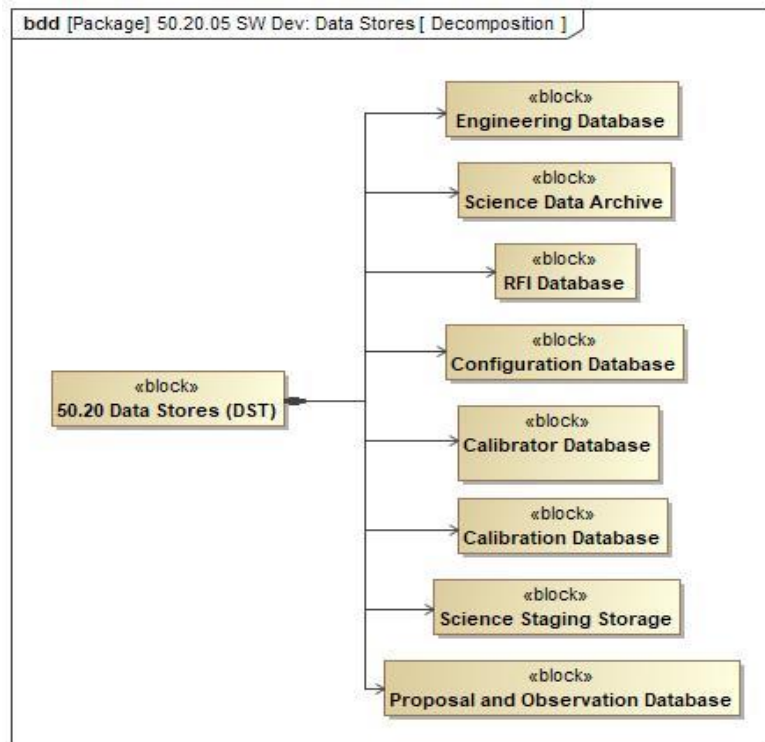 bdd [Package] 50.20.05 SW Dev: Data Stores [ Decomposition ]
«block»
Engineering Database
«block»
Science Data Archive
«block»
RFI Database
«block»
Configuration Database
«block»
50.20 Data Stores (DST)
«block»
Calibrator Database
«block»
Calibration Database
«block»
Science Staging Storage
«block»
Proposal and Observation Database